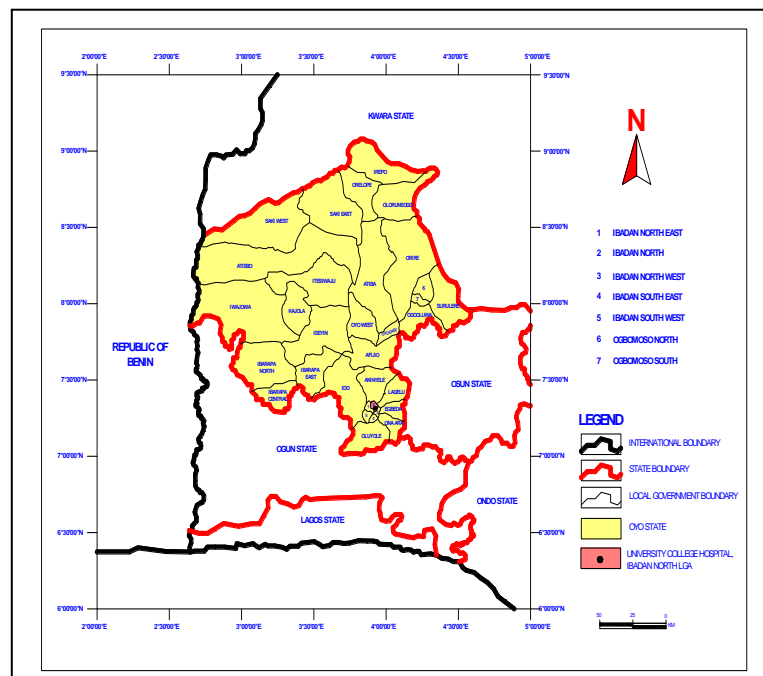 2°00'00"E 2°30'00"E 3°00'00"E 3°30'00"E 4°00'00"E 4°30'00"E 5°00'00"E
9°30'00"N 9°30'00"N
KWARA STATE
N
9°00'00"N 9°00'00"N
IREPO
ORELOPE
OLORUNSOGO
SAKI EAST
SAKI WEST
8°30'00"N 8°30'00"N
1 IBADAN NORTH EAST
2 IBADAN NORTH
3 IBADAN NORTH WEST
4 IBADAN SOUTH EAST
5 IBADAN SOUTH WEST
6 OGBOMOSO NORTH
7 OGBOMOSO SOUTH
ORIRE
ATISBO
ITESIWAJU
ATIBA
6
7
8°00'00"N 8°00'00"N
IWAJOWA
KAJOLA
SURULERE
OGOOLUWA
OYO WEST
ISEYIN
REPUBLIC OF
BENIN
AFIJIO
IBARAPA
NORTH
IBARAPA
EAST
7°30'00"N 7°30'00"N
AKINYELE
OSUN STATE
IDO
IBARAPA
CENTRAL
LAGELU
EGBEDA
ONA ARA
OLUYOLE
OGUN STATE
7°00'00"N 7°00'00"N
LEGEND
INTERNATIONAL BOUNDARY
STATE BOUNDARY
LOCAL GOVERNMENT BOUNDARY
OYO STATE
UNIVERSITY COLLEGE HOSPITAL,
IBADAN NORTH LGA
ONDO STATE
LAGOS STATE
6°30'00"N 6°30'00"N
6°00'00"N 6°00'00"N
2°00'00"E 2°30'00"E 3°00'00"E 3°30'00"E 4°00'00"E 4°30'00"E 5°00'00"E
50 25 0
KM